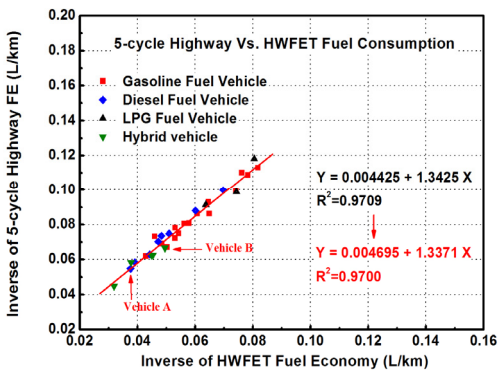 5-cycle Highway Vs. HWFET Fuel Consumption
Gasoline Fuel Vehicle
Diesel Fuel Vehicle
LPG Fuel Vehicle
Hybrid vehicle
Y = 0.004425 + 1.3425 X
R²=0.9709
Y = 0.004695 + 1.3371 X
R²=0.9700
Vehicle B
Vehicle A
Inverse of 5-cycle Highway FE (L/km)
0.20
0.18
0.16
0.14
0.12
0.10
0.08
0.06
0.04
0.02
0.02 0.04 0.06 0.08 0.10 0.12 0.14 0.16
Inverse of HWFET Fuel Economy (L/km)